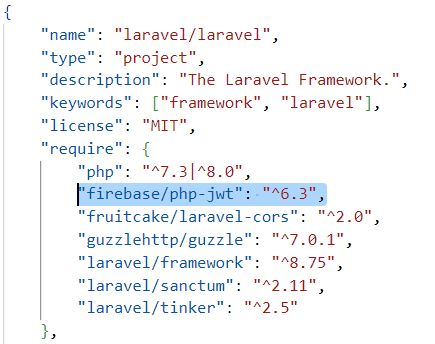 {
"name": "laravel/laravel",
"type": "project",
"description": "The Laravel Framework.",
"keywords": ["framework", "laravel"],
"license": "MIT",
"require": {
"php": "^7.3|^8.0",
"firebase/php-jwt": "^6.3",
"fruitcake/laravel-cors": "^2.0",
"guzzlehttp/guzzle": "^7.0.1",
"laravel/framework": "^8.75",
"laravel/sanctum": "^2.11",
"laravel/tinker": "^2.5"
},